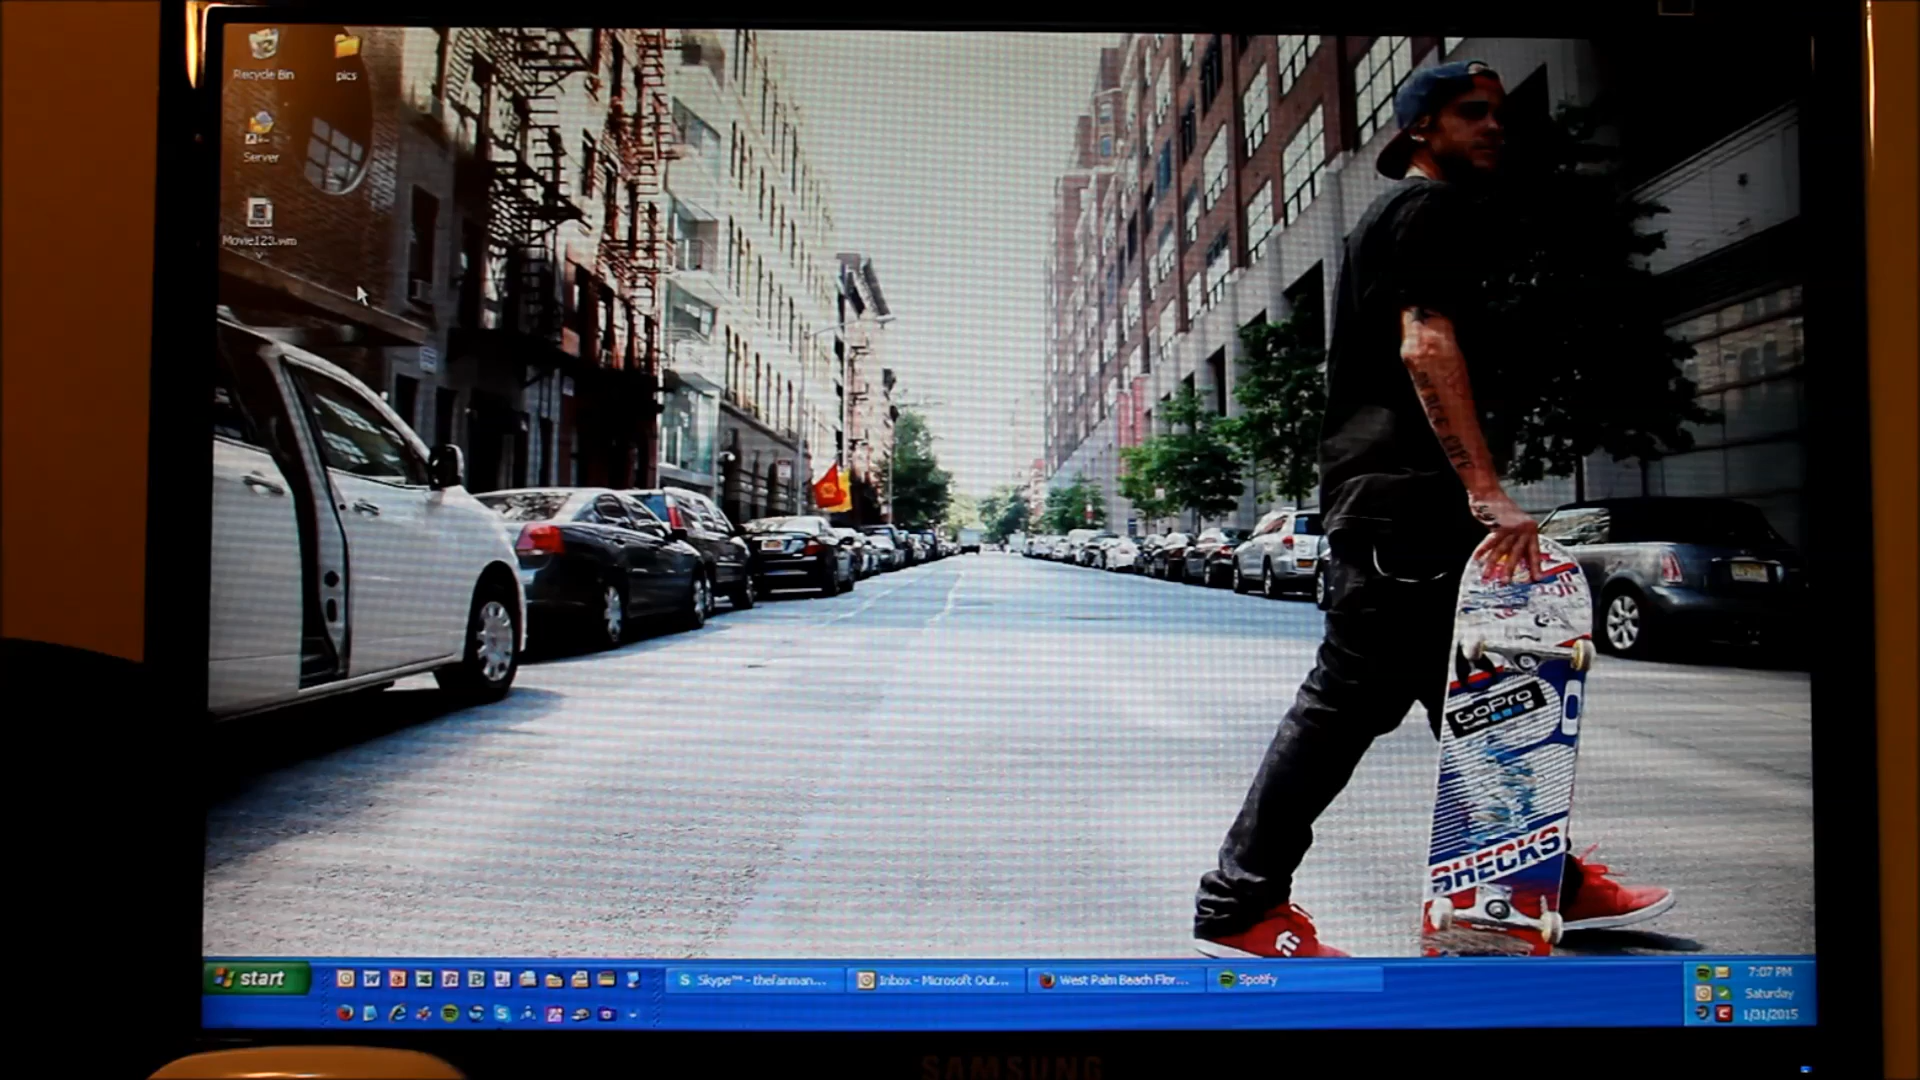 Recycle Bin
pics
Server
Movie123.wm
v
GoPro
SHECKS
start
Skype™ - thefanman...
Inbox - Microsoft Out...
West Palm Beach Flor...
Spotify
7:07 PM
Saturday
1/31/2015
SAMSUNG